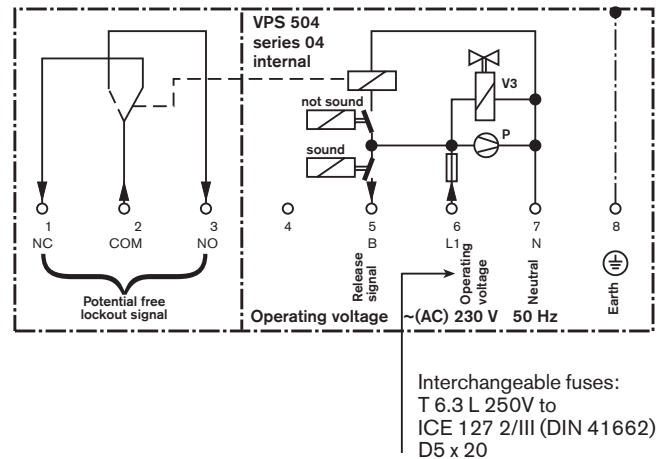 VPS 504
series 04
internal
V3
not sound
P
sound
1 2 3 4 5 6 7 8
NC COM NO B L1 N
Release
signal
Operating
voltage
Neutral
Earth
Potential free
lockout signal
Operating voltage ~(AC) 230 V 50 Hz
Interchangeable fuses:
T 6.3 L 250V to
ICE 127 2/III (DIN 41662)
D5 x 20